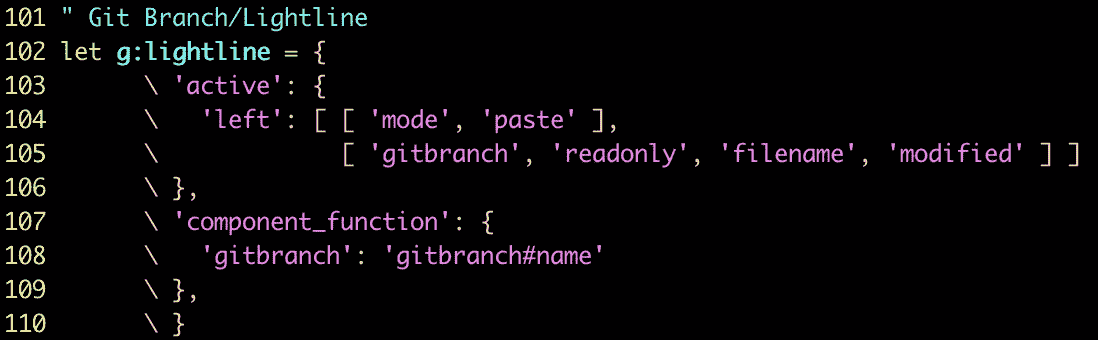 101 " Git Branch/Lightline
102 let g:lightline = {
103       \ 'active': {
104       \   'left': [ [ 'mode', 'paste' ],
105       \             [ 'gitbranch', 'readonly', 'filename', 'modified' ] ]
106       \ },
107       \ 'component_function': {
108       \   'gitbranch': 'gitbranch#name'
109       \ },
110       \ }